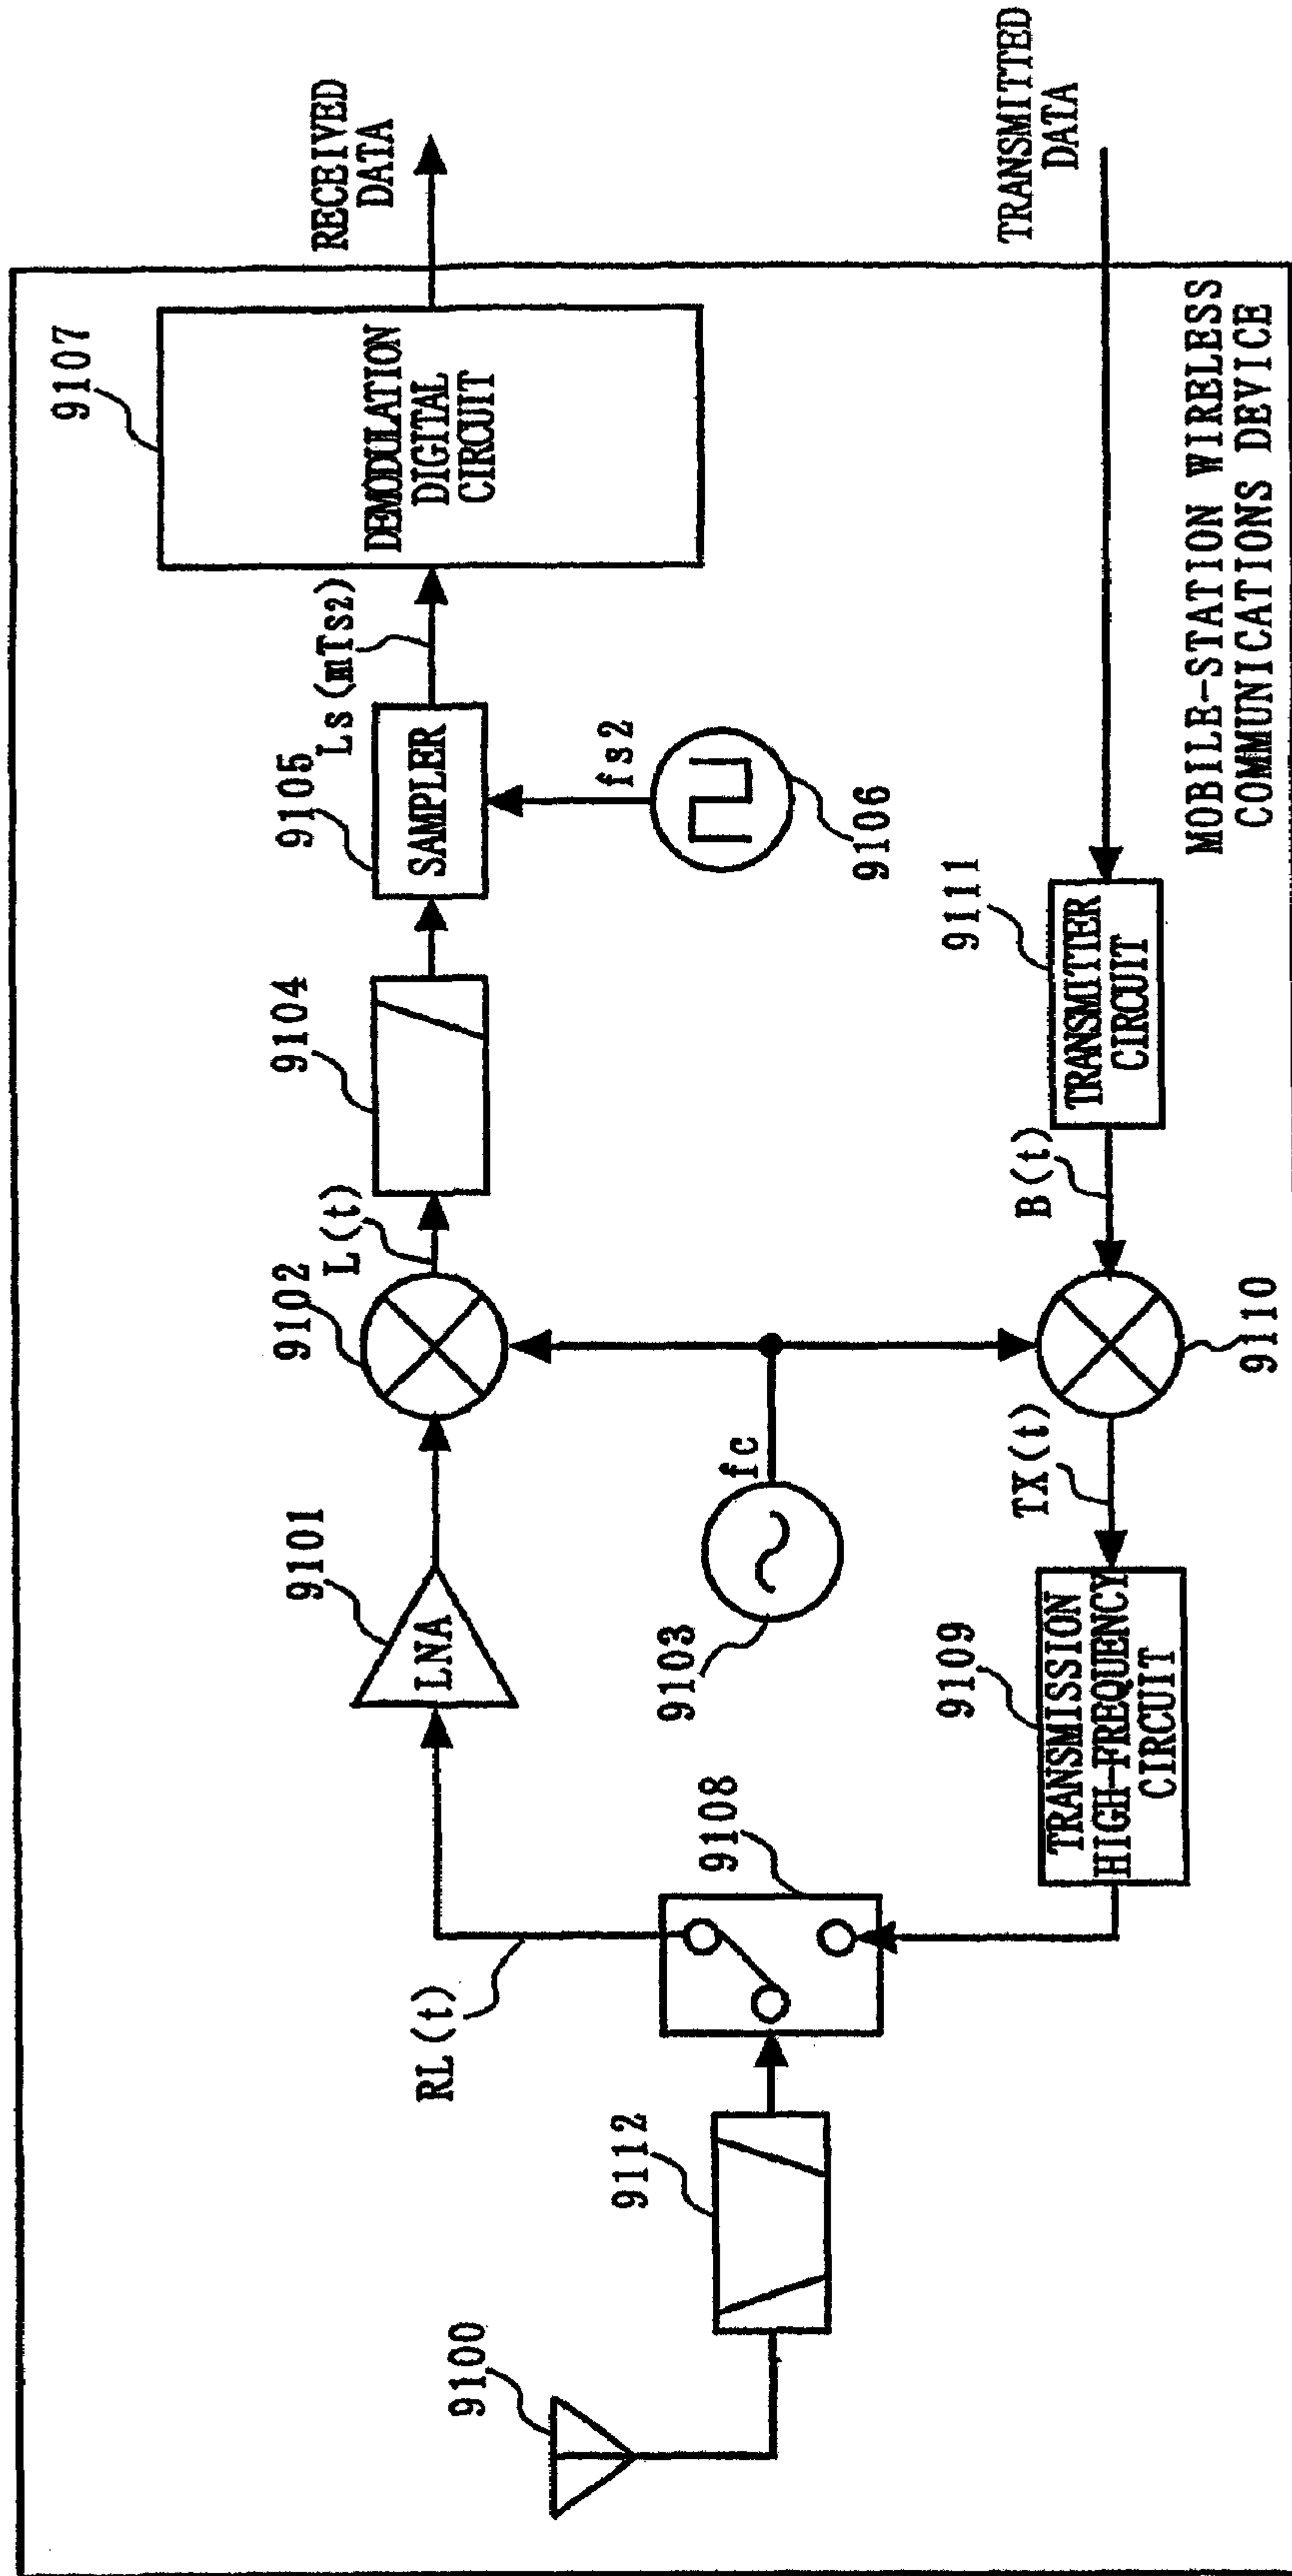 9100
9112
RL(t)
9108
9101
LNA
9102
L(t)
9104
9105
SAMPLER
Ls(mTs2)
9107
DEMODULATION
DIGITAL
CIRCUIT
RECEIVED
DATA
9103
fc
fs2
9106
9109
TRANSMISSION
HIGH-FREQUENCY
CIRCUIT
TX(t)
9110
B(t)
9111
TRANSMITTER
CIRCUIT
TRANSMITTED
DATA
MOBILE-STATION WIRELESS
COMMUNICATIONS DEVICE